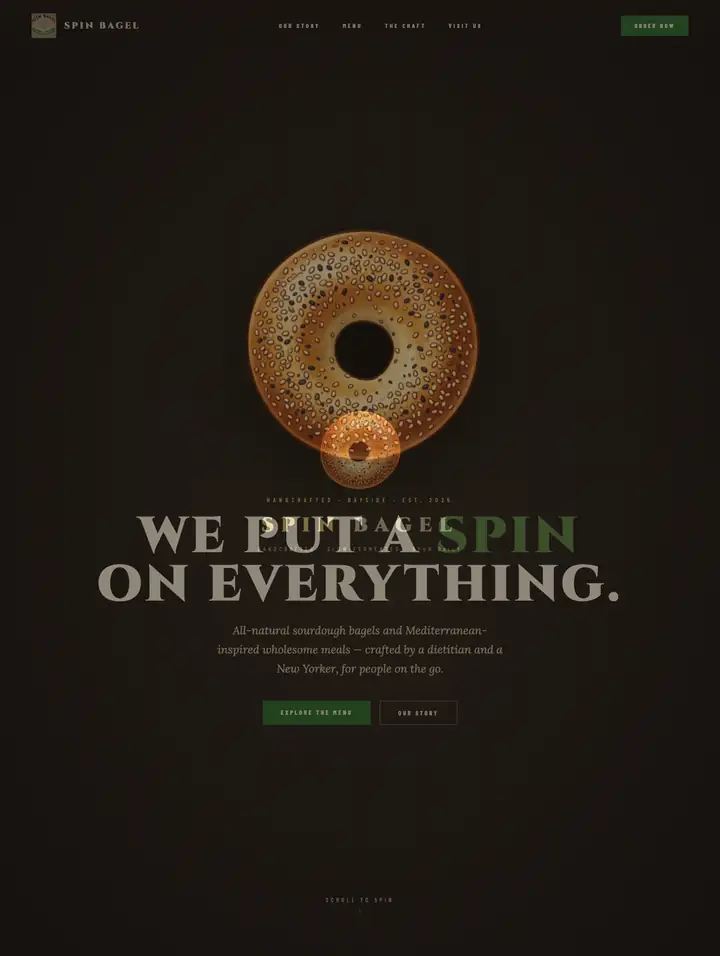 SPIN BAGEL
OUR STORY
MENU
THE CRAFT
VISIT US
ORDER NOW
HANDCRAFTED · BAYSIDE · EST. 2025
SPIN BAGEL
WE PUT A SPIN
ON EVERYTHING.
All-natural sourdough bagels and Mediterranean-
inspired wholesome meals — crafted by a dietitian and a
New Yorker, for people on the go.
EXPLORE THE MENU
OUR STORY
SCROLL TO SPIN